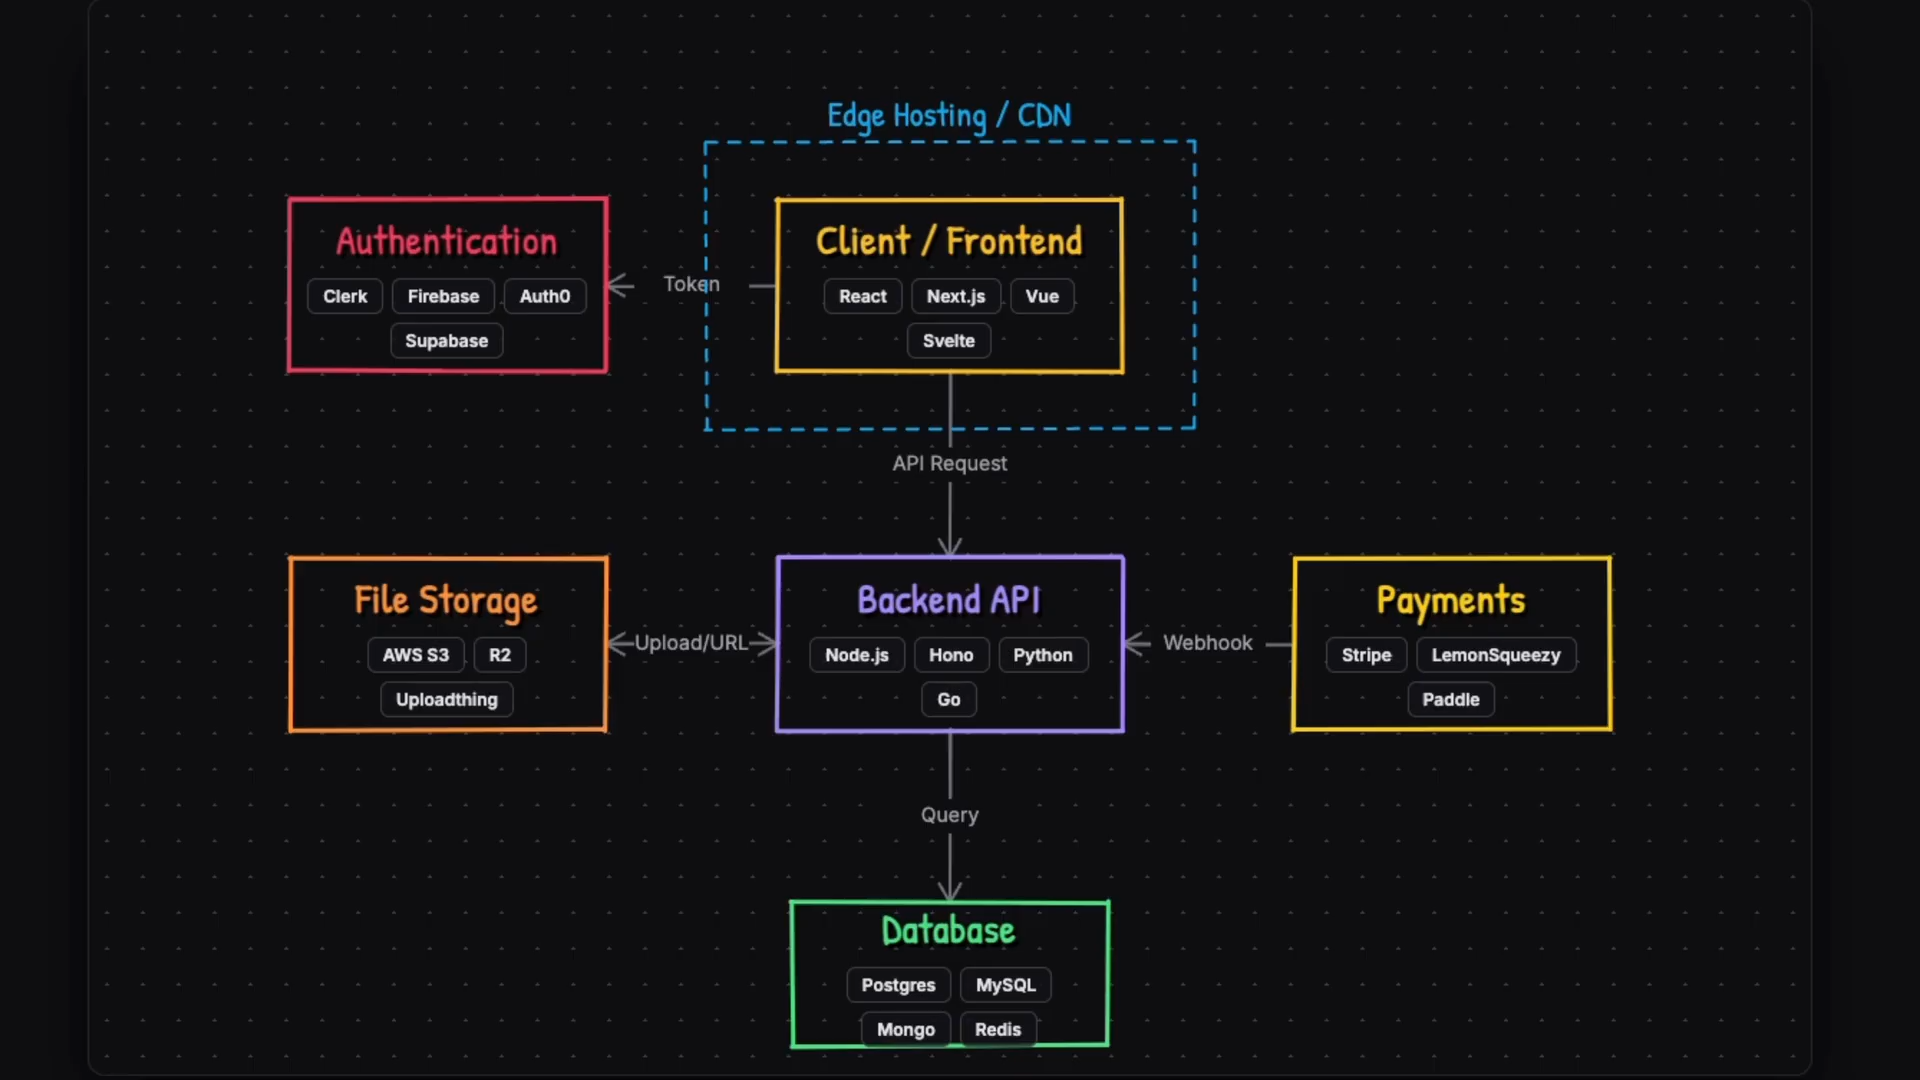 Edge Hosting / CDN
Authentication
Clerk Firebase Auth0
Supabase
Token
Client / Frontend
React Next.js Vue
Svelte
API Request
File Storage
AWS S3 R2
Uploadthing
Upload/URL
Backend API
Node.js Hono Python
Go
Webhook
Payments
Stripe LemonSqueezy
Paddle
Query
Database
Postgres MySQL
Mongo Redis